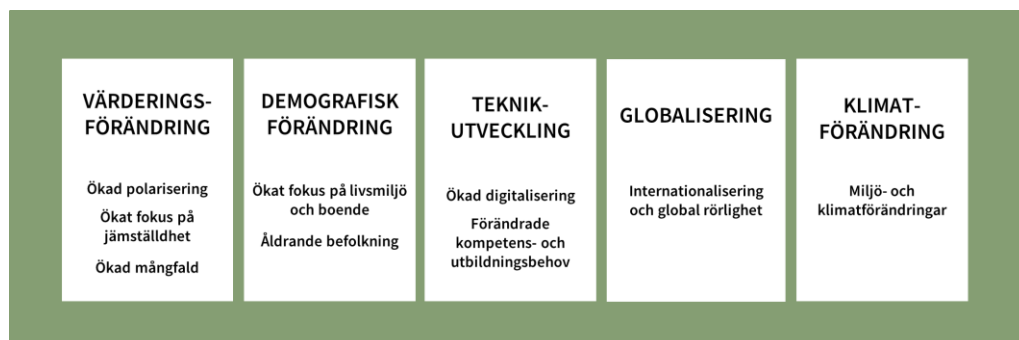 VÄRDERINGS-
FÖRÄNDRING
Ökad polarisering
Ökat fokus på
jämställdhet
Ökad mångfald
DEMOGRAFISK
FÖRÄNDRING
Ökat fokus på livsmiljö
och boende
Åldrande befolkning
TEKNIK-
UTVECKLING
Ökad digitalisering
Förändrade
kompetens- och
utbildningsbehov
GLOBALISERING
Internationalisering
och global rörlighet
KLIMAT-
FÖRÄNDRING
Miljö- och
klimatförändringar